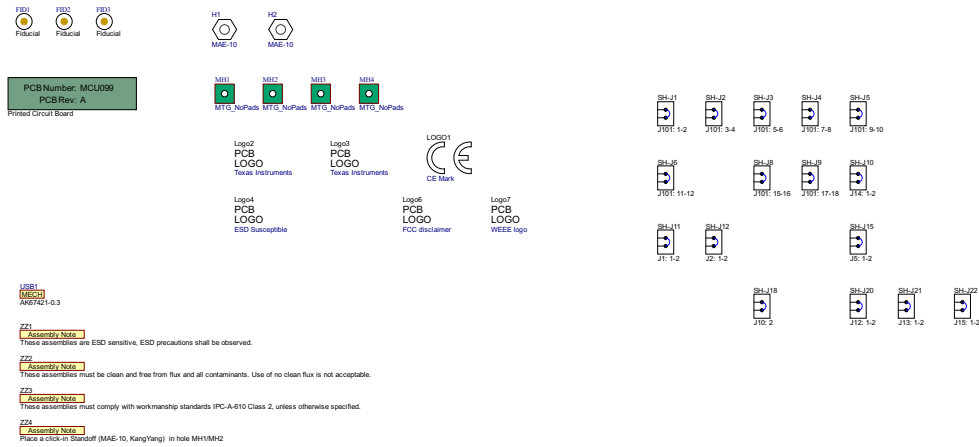 FID1 FID2 FID3
Fiducial Fiducial Fiducial
H1 H2
MAE-10 MAE-10
PCB Number: MCU099
PCB Rev: A
Printed Circuit Board
MH1 MH2 MH3 MH4
MTG_NoPads MTG_NoPads MTG_NoPads MTG_NoPads
Logo2
PCB
LOGO
Texas Instruments
Logo3
PCB
LOGO
Texas Instruments
LOGO1
CE
CE Mark
Logo4
PCB
LOGO
ESD Susceptible
Logo6
PCB
LOGO
FCC disclaimer
Logo7
PCB
LOGO
WEEE logo
SH-J1 SH-J2 SH-J3 SH-J4 SH-J5
J101: 1-2 J101: 3-4 J101: 5-6 J101: 7-8 J101: 9-10
SH-J6 SH-J8 SH-J9 SH-J10
J101: 11-12 J101: 15-16 J101: 17-18 J14: 1-2
SH-J11 SH-J12 SH-J15
J1: 1-2 J2: 1-2 J5: 1-2
SH-J18 SH-J20 SH-J21 SH-J22
J10: 2 J12: 1-2 J13: 1-2 J15: 1-2
USB1
MECH
AK67421-0.3
ZZ1
Assembly Note
These assemblies are ESD sensitive, ESD precautions shall be observed.
ZZ2
Assembly Note
These assemblies must be clean and free from flux and all contaminants. Use of no clean flux is not acceptable.
ZZ3
Assembly Note
These assemblies must comply with workmanship standards IPC-A-610 Class 2, unless otherwise specified.
ZZ4
Assembly Note
Place a click-in Standoff (MAE-10, KangYang) in hole MH1/MH2